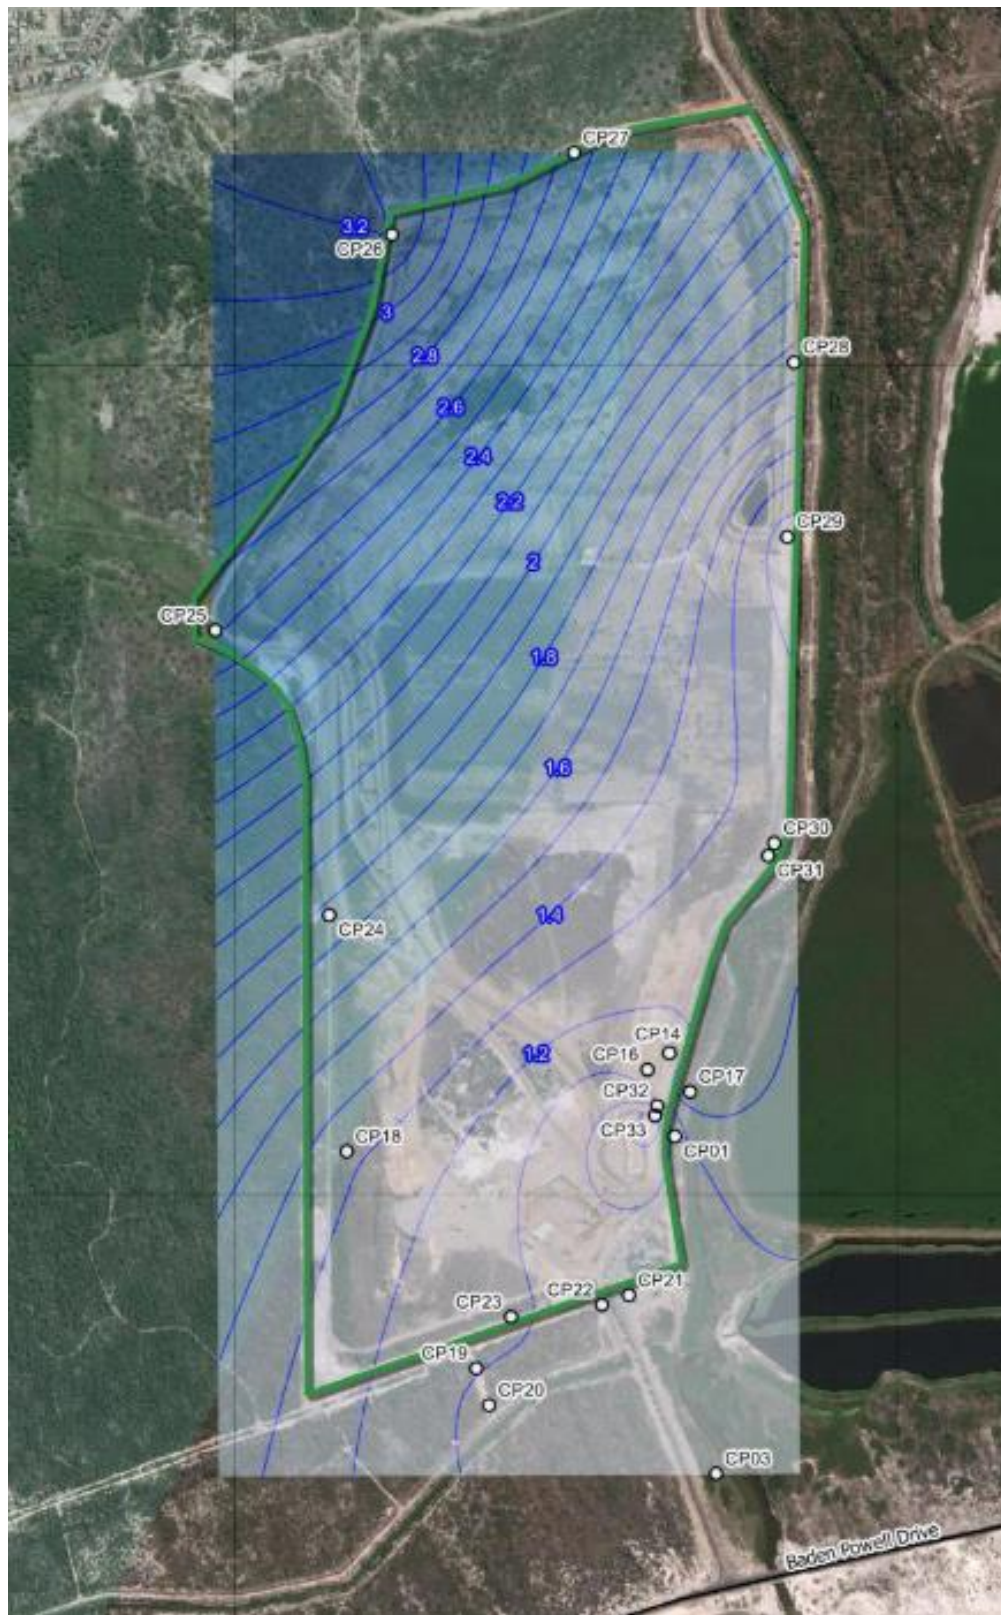 CP27
3.2
CP26
3
2.8
CP28
2.6
2.4
2.2
CP29
2
CP25
1.8
1.6
CP30
CP31
CP24
1.4
CP14
1.2
CP16
CP17
CP32
CP33
CP18
CP01
CP21
CP22
CP23
CP19
CP20
CP03
Baden Powell Drive